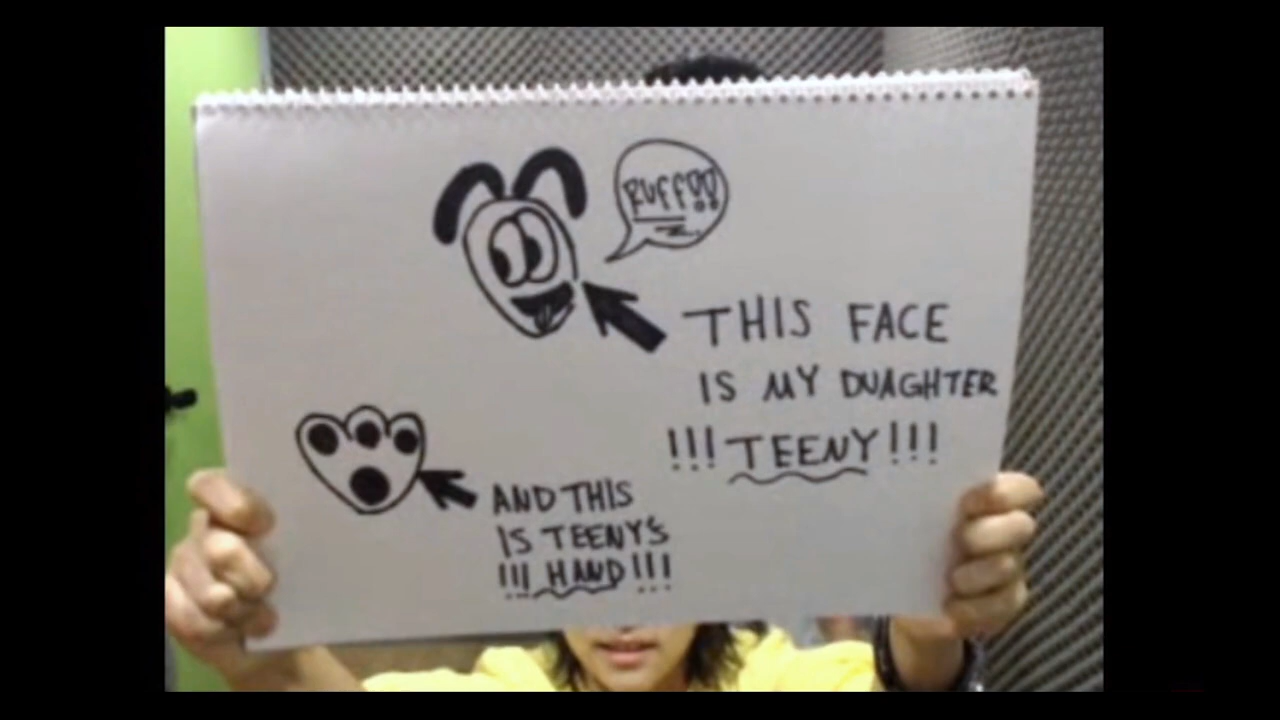 RUFF!!
THIS FACE
IS MY DUAGHTER
!!! TEENY !!!
AND THIS
IS TEENY'S
!!! HAND !!!